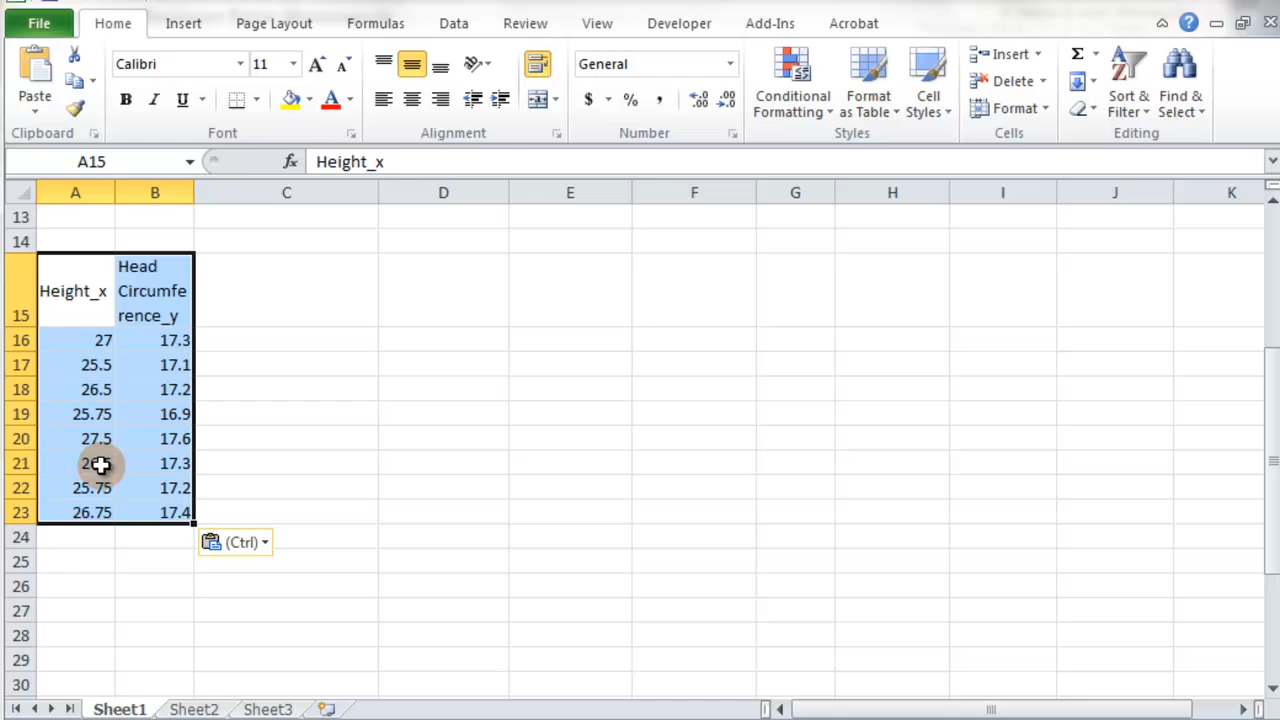 File Home Insert Page Layout Formulas Data Review View Developer Add-Ins Acrobat
Paste
Calibri 11
B I U
General
$ % ,
Conditional Formatting
Format as Table
Cell Styles
Insert
Delete
Format
Σ
Sort & Filter
Find & Select
Clipboard Font Alignment Number Styles Cells Editing
A15 fx Height_x
A B C D E F G H I J K
13
14
15 Height_x Head Circumfe rence_y
16 27 17.3
17 25.5 17.1
18 26.5 17.2
19 25.75 16.9
20 27.5 17.6
21 17.3
22 25.75 17.2
23 26.75 17.4
24 (Ctrl)
25
26
27
28
29
30
Sheet1 Sheet2 Sheet3